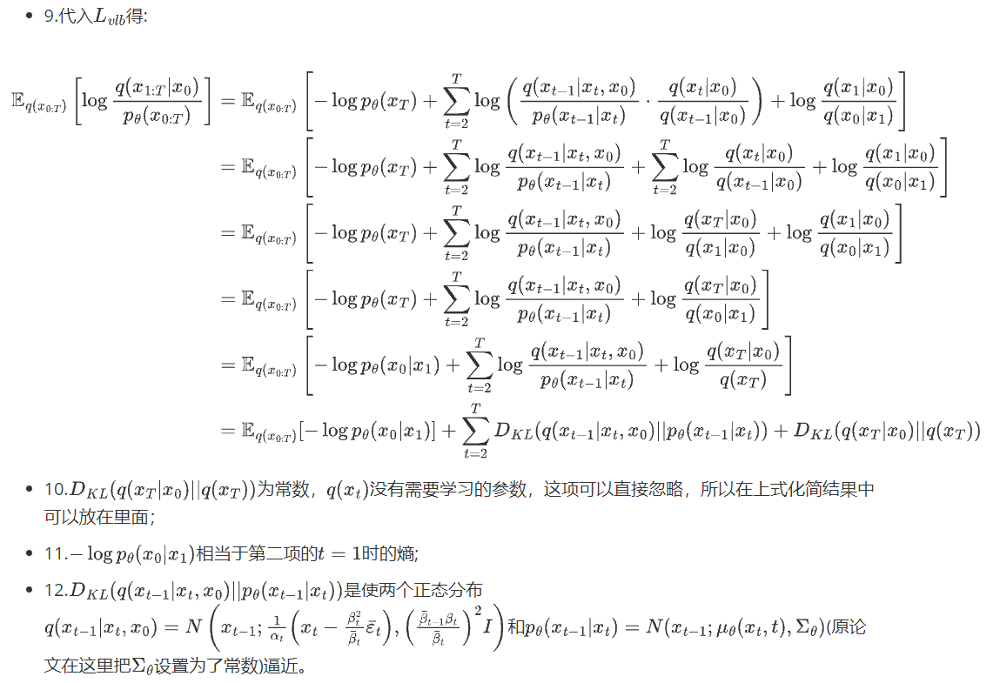 9.代入$L_{vlb}$得:
$\mathbb{E}_{q(x_{0:T})}\left[\log\frac{q(x_{1:T}|x_0)}{p_\theta(x_{0:T})}\right] = \mathbb{E}_{q(x_{0:T})}\left[-\log p_\theta(x_T)+\sum_{t=2}^{T}\log\left(\frac{q(x_{t-1}|x_t,x_0)}{p_\theta(x_{t-1}|x_t)}\cdot\frac{q(x_t|x_0)}{q(x_{t-1}|x_0)}\right)+\log\frac{q(x_1|x_0)}{q(x_0|x_1)}\right]$
$= \mathbb{E}_{q(x_{0:T})}\left[-\log p_\theta(x_T)+\sum_{t=2}^{T}\log\frac{q(x_{t-1}|x_t,x_0)}{p_\theta(x_{t-1}|x_t)}+\sum_{t=2}^{T}\log\frac{q(x_t|x_0)}{q(x_{t-1}|x_0)}+\log\frac{q(x_1|x_0)}{q(x_0|x_1)}\right]$
$= \mathbb{E}_{q(x_{0:T})}\left[-\log p_\theta(x_T)+\sum_{t=2}^{T}\log\frac{q(x_{t-1}|x_t,x_0)}{p_\theta(x_{t-1}|x_t)}+\log\frac{q(x_T|x_0)}{q(x_1|x_0)}+\log\frac{q(x_1|x_0)}{q(x_0|x_1)}\right]$
$= \mathbb{E}_{q(x_{0:T})}\left[-\log p_\theta(x_T)+\sum_{t=2}^{T}\log\frac{q(x_{t-1}|x_t,x_0)}{p_\theta(x_{t-1}|x_t)}+\log\frac{q(x_T|x_0)}{q(x_0|x_1)}\right]$
$= \mathbb{E}_{q(x_{0:T})}\left[-\log p_\theta(x_0|x_1)+\sum_{t=2}^{T}\log\frac{q(x_{t-1}|x_t,x_0)}{p_\theta(x_{t-1}|x_t)}+\log\frac{q(x_T|x_0)}{q(x_T)}\right]$
$= \mathbb{E}_{q(x_{0:T})}[-\log p_\theta(x_0|x_1)]+\sum_{t=2}^{T}D_{KL}(q(x_{t-1}|x_t,x_0)||p_\theta(x_{t-1}|x_t))+D_{KL}(q(x_T|x_0)||q(x_T))$
10.$D_{KL}(q(x_T|x_0)||q(x_T))$为常数，$q(x_t)$没有需要学习的参数，这项可以直接忽略，所以在上式化简结果中
可以放在里面；
11.$-\log p_\theta(x_0|x_1)$相当于第二项的$t=1$时的熵;
12.$D_{KL}(q(x_{t-1}|x_t,x_0)||p_\theta(x_{t-1}|x_t))$是使两个正态分布
$q(x_{t-1}|x_t,x_0)=N\left(x_{t-1};\frac{1}{\alpha_t}\left(x_t-\frac{\beta_t^2}{\bar{\beta}_t}\bar{\varepsilon}_t\right),\left(\frac{\bar{\beta}_{t-1}\beta_t}{\bar{\beta}_t}\right)^2 I\right)$和$p_\theta(x_{t-1}|x_t)=N(x_{t-1};\mu_\theta(x_t,t),\Sigma_\theta)$(原论
文在这里把$\Sigma_\theta$设置为了常数)逼近。